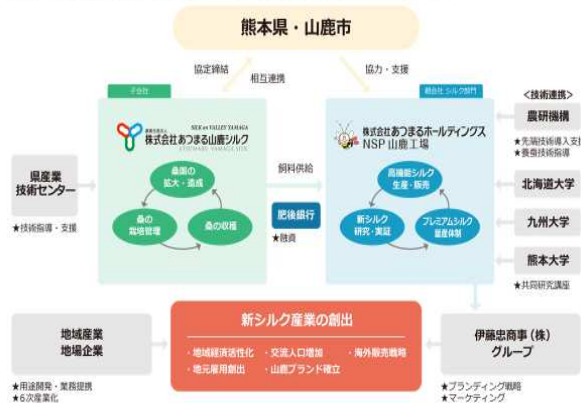 熊本県・山鹿市
協定締結
相互連携
協力・支援
子会社
SILK on VALLEY YAMAGA
株式会社あつまる山鹿シルク
ATSUMARU YAMAGA SILK
桑園の
拡大・造成
桑の
栽培管理
桑の収穫
飼料供給
肥後銀行
★融資
親会社 シルク部門
株式会社あつまるホールディングス
NSP 山鹿工場
高機能シルク
生産・販売
新シルク
研究・実証
プレミアムシルク
量産体制
<技術連携>
農研機構
★先端技術導入支援
★養蚕技術指導
北海道大学
九州大学
熊本大学
★共同研究講座
県産業
技術センター
★技術指導・支援
新シルク産業の創出
・地域経済活性化
・交流人口増加
・海外販売戦略
・地元雇用創出
・山鹿ブランド確立
地域産業
地場企業
★用途開発・業務提携
★6次産業化
伊藤忠商事(株)
グループ
★ブランディング戦略
★マーケティング